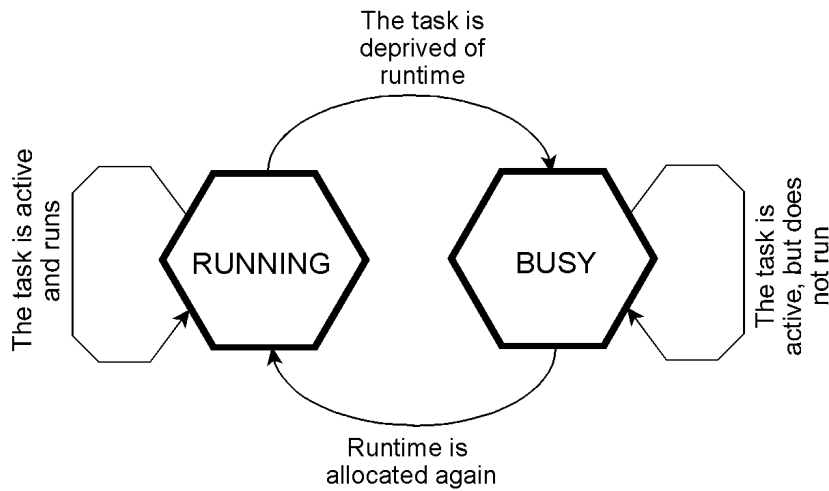 The task is
deprived of
runtime
The task is active
and runs
RUNNING
BUSY
The task is
active, but does
not run
Runtime is
allocated again